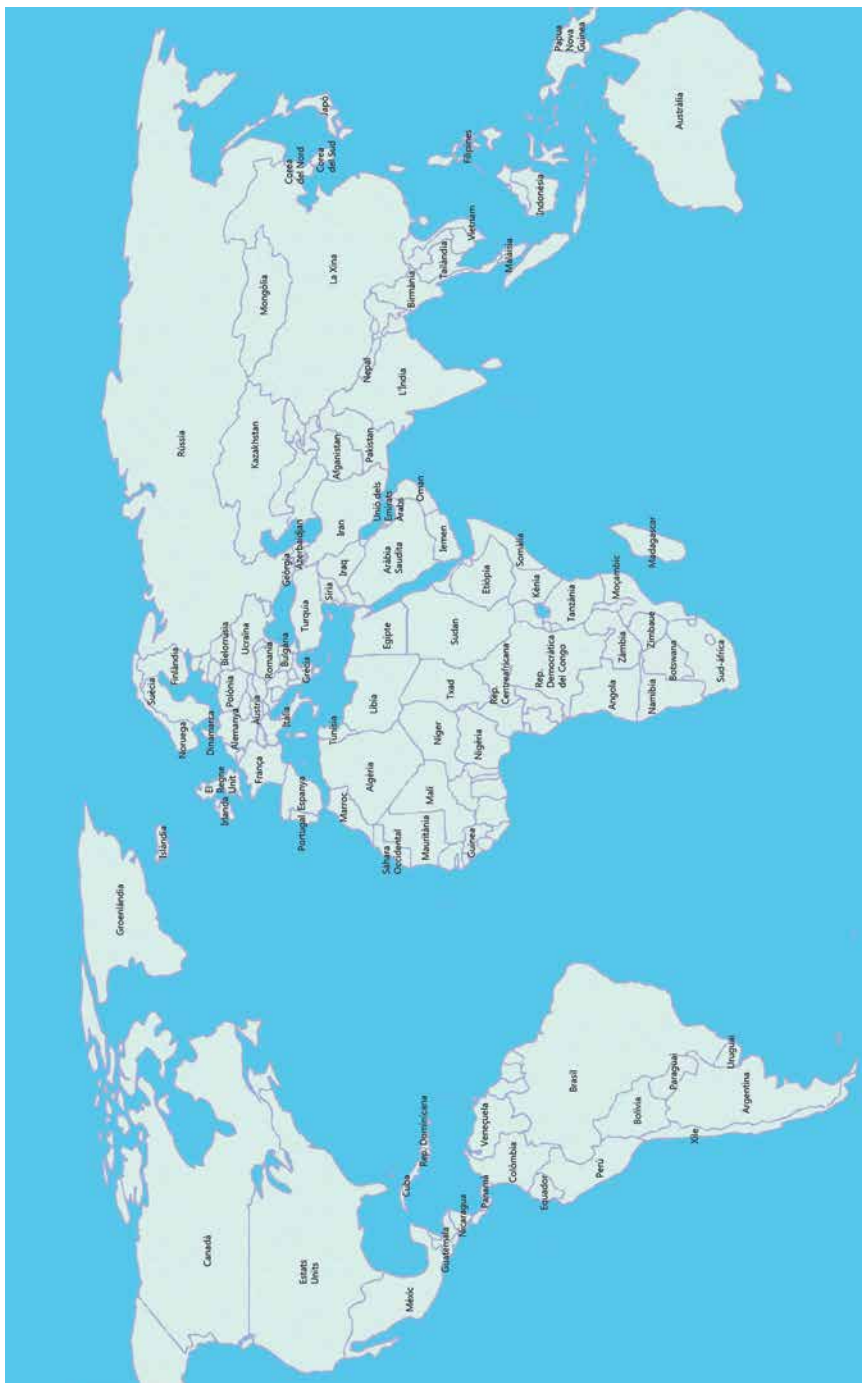 Groenlàndia
Islàndia
Canadà
Estats
Units
Mèxic
Cuba
Rep. Dominicana
Guatemala
Nicaragua
Panamà
Veneçuela
Colòmbia
Equador
Perú
Brasil
Bolívia
Paraguai
Uruguai
Argentina
Xile
Suècia
Finlàndia
Noruega
Dinamarca
El
Regne
Unit
Irlanda
Bielorúsia
Polònia
Alemanya
Ucraïna
Àustria
França
Romania
Bulgària
Itàlia
Grècia
Portugal
Espanya
Rússia
Kazakhstan
Mongòlia
La Xina
Corea
del Nord
Corea
del Sud
Japó
Geòrgia
Azerbaidjan
Turquia
Síria
Iraq
Iran
Afganistan
Pakistan
Nepal
L'Índia
Unió dels
Emirats
Àrabs
Oman
Aràbia
Saudita
Iemen
Birmània
Tailàndia
Vietnam
Malàisia
Filipines
Indonèsia
Papua
Nova
Guinea
Austràlia
Marroc
Tunísia
Algèria
Líbia
Egipte
Sàhara
Occidental
Mauritània
Mali
Níger
Txad
Sudan
Guinea
Nigèria
Rep.
Centreafricana
Etiòpia
Somàlia
Kènia
Rep.
Democràtica
del Congo
Tanzània
Angola
Zàmbia
Moçambic
Zimbaue
Namíbia
Botswana
Madagascar
Sud-àfrica